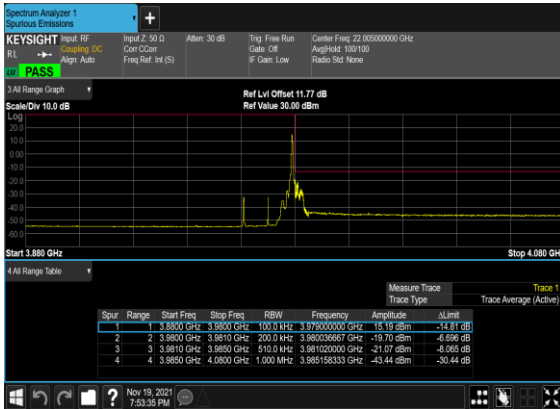 Spectrum Analyzer 1
Spurious Emissions
KEYSIGHT Input: RF Input Z: 50 Ω Atten: 30 dB Trig: Free Run Center Freq: 22.005000000 GHz
RL Coupling: DC Corr CCorr Gate: Off Avg|Hold: 100/100
Align: Auto Freq Ref: Int (S) IF Gain: Low Radio Std: None
LXI PASS
3 All Range Graph
Ref Lvl Offset 11.77 dB
Scale/Div 10.0 dB Ref Value 30.00 dBm
Log
20.0
10.0
0.00
-10.0
-20.0
-30.0
-40.0
-50.0
-60.0
Start 3.880 GHz Stop 4.080 GH
4 All Range Table
Measure Trace Trace 1
Trace Type Trace Average (Active)
Spur Range Start Freq Stop Freq RBW Frequency Amplitude ΔLimit
1 1 3.8800 GHz 3.9800 GHz 100.0 kHz 3.979000000 GHz 15.19 dBm -14.81 dB
2 2 3.9800 GHz 3.9810 GHz 200.0 kHz 3.980036667 GHz -19.70 dBm -6.696 dB
3 3 3.9810 GHz 3.9850 GHz 510.0 kHz 3.981020000 GHz -21.07 dBm -8.065 dB
4 4 3.9850 GHz 4.0800 GHz 1.000 MHz 3.985158333 GHz -43.44 dBm -30.44 dB
Nov 19, 2021
7:53:35 PM